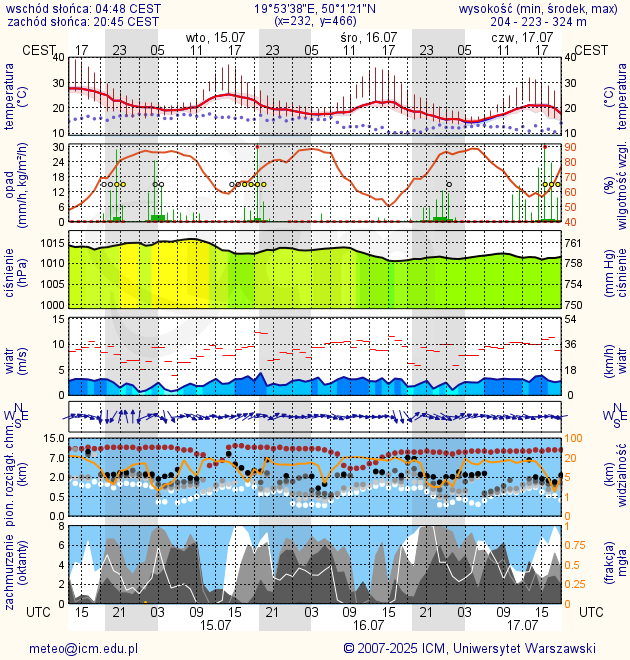 wschód słońca: 04:48 CEST 19°53'38"E, 50°1'21"N wysokość (min, środek, max)
zachód słońca: 20:45 CEST (x=232, y=466) 204 - 223 - 324 m
wto, 15.07 śro, 16.07 czw, 17.07
CEST 17 23 05 11 17 23 05 11 17 23 05 11 17 CEST
temperatura (°C) 40 30 20 10 40 30 20 10 temperatura (°C)
opad (mm/h, kg/m²/h) 30 24 18 12 6 0 90 80 70 60 50 40 (%) wilgotność wzgl.
ciśnienie (hPa) 1015 1010 1005 1000 761 758 754 750 (mm Hg) ciśnienie
wiatr (m/s) 15 10 5 0 54 36 18 0 (km/h) wiatr
N W E S N W E S
pion. rozciągł. chm. (km) 15.0 7.0 2.0 0.5 0.0 100 20 5 1 0 (km) widzialność
zachmurzenie (oktanty) 8 6 4 2 0 1 0.75 0.5 0.25 0 (frakcja) mgła
UTC 15 21 03 09 15 21 03 09 15 21 03 09 15 UTC
15.07 16.07 17.07
meteo@icm.edu.pl © 2007-2025 ICM, Uniwersytet Warszawski